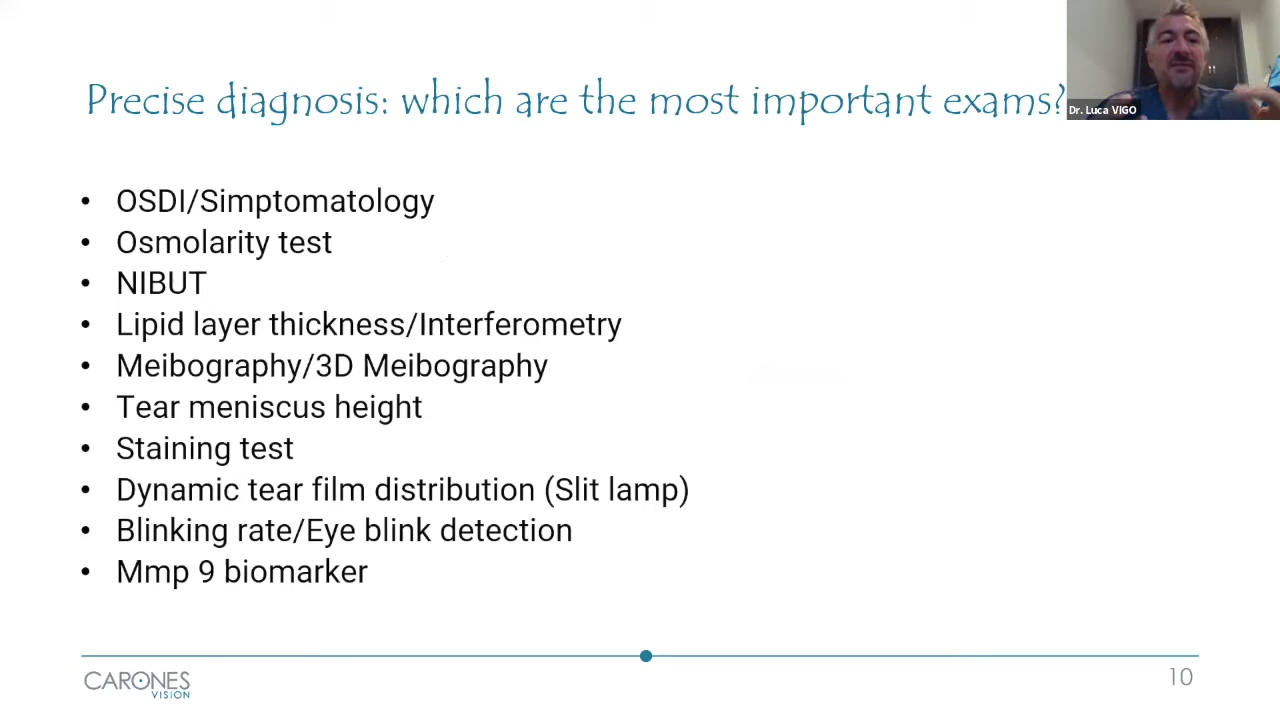 Precise diagnosis: which are the most important exams?
Dr. Luca VIGO
• OSDI/Simptomatology
• Osmolarity test
• NIBUT
• Lipid layer thickness/Interferometry
• Meibography/3D Meibography
• Tear meniscus height
• Staining test
• Dynamic tear film distribution (Slit lamp)
• Blinking rate/Eye blink detection
• Mmp 9 biomarker
CARONES
VISION
10